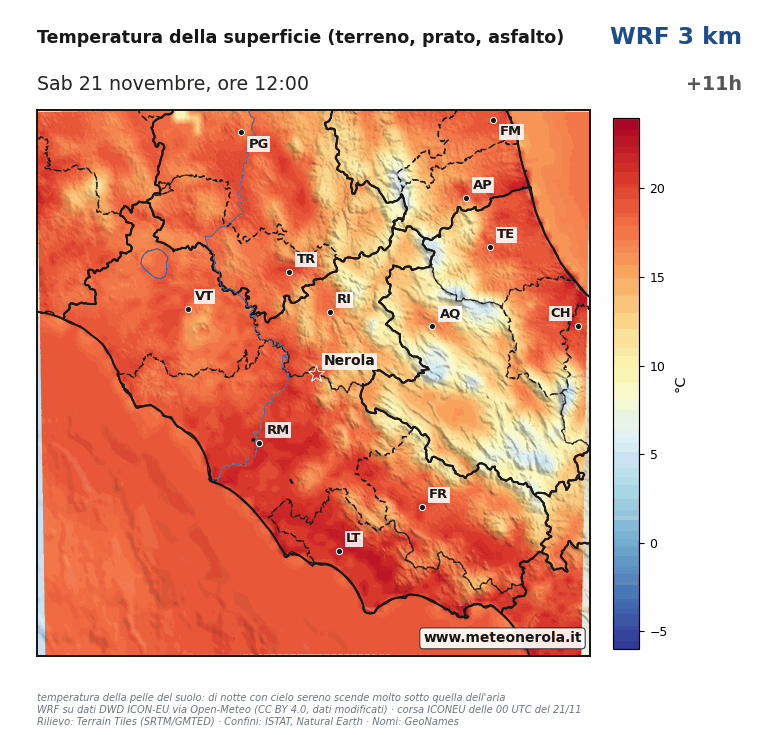 Temperatura della superficie (terreno, prato, asfalto)
WRF 3 km
Sab 21 novembre, ore 12:00
+11h
PG
FM
AP
TE
TR
VT
RI
AQ
CH
Nerola
RM
FR
LT
www.meteonerola.it
20
15
10
5
0
−5
°C
temperatura della pelle del suolo: di notte con cielo sereno scende molto sotto quella dell'aria
WRF su dati DWD ICON-EU via Open-Meteo (CC BY 4.0, dati modificati) · corsa ICONEU delle 00 UTC del 21/11
Rilievo: Terrain Tiles (SRTM/GMTED) · Confini: ISTAT, Natural Earth · Nomi: GeoNames